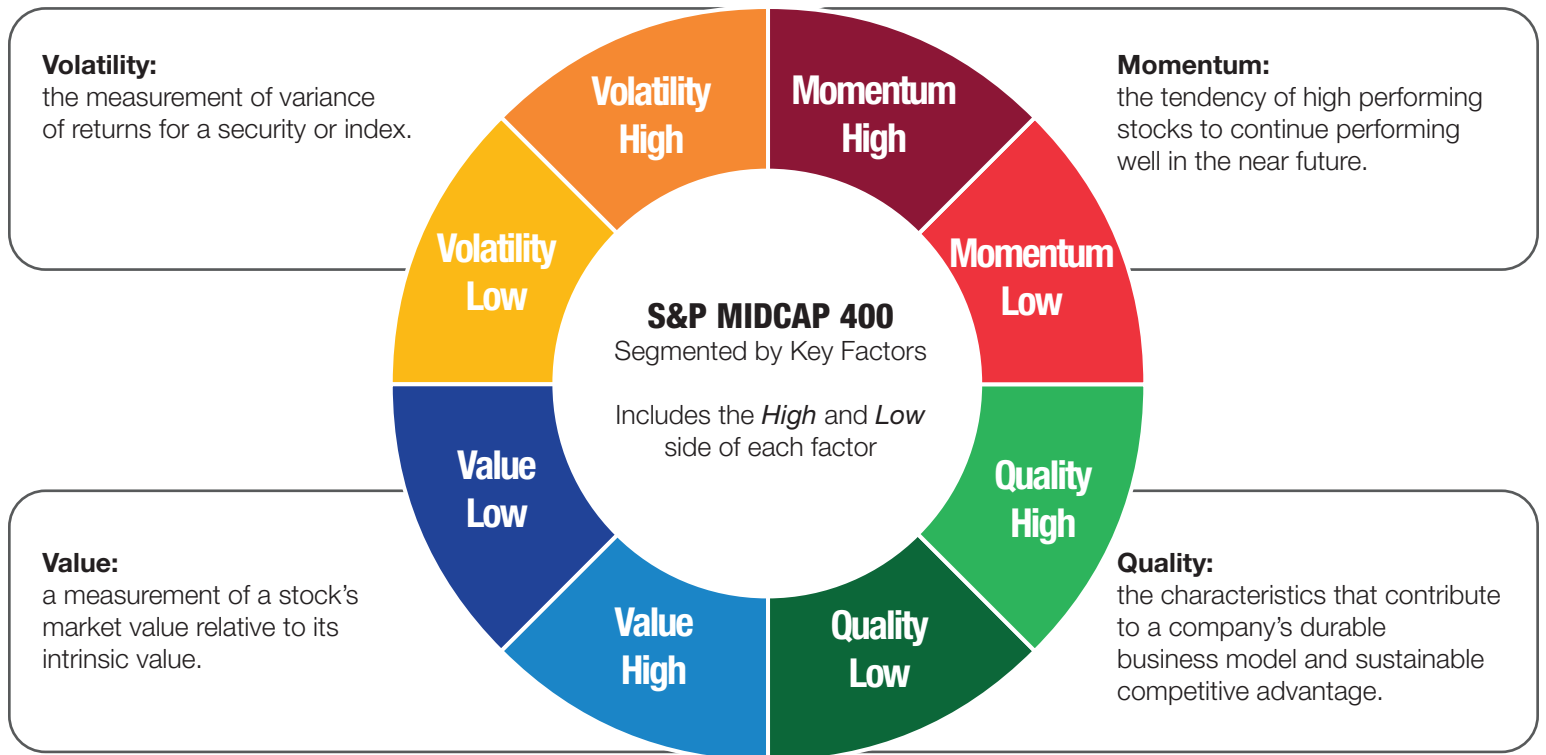 Volatility:
the measurement of variance
of returns for a security or index.
Volatility
High
Momentum
High
Momentum:
the tendency of high performing
stocks to continue performing
well in the near future.
Volatility
Low
Momentum
Low
S&P MIDCAP 400
Segmented by Key Factors
Includes the High and Low
side of each factor
Value
Low
Quality
High
Value:
a measurement of a stock’s
market value relative to its
intrinsic value.
Value
High
Quality
Low
Quality:
the characteristics that contribute
to a company’s durable
business model and sustainable
competitive advantage.